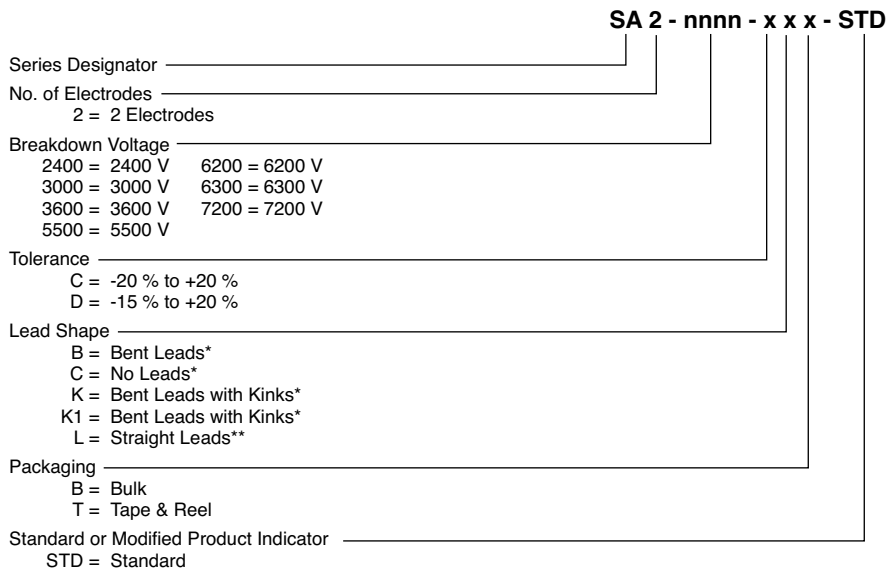 SA 2 - nnnn - x x x - STD
Series Designator
No. of Electrodes
2 = 2 Electrodes
Breakdown Voltage
2400 = 2400 V 6200 = 6200 V
3000 = 3000 V 6300 = 6300 V
3600 = 3600 V 7200 = 7200 V
5500 = 5500 V
Tolerance
C = -20 % to +20 %
D = -15 % to +20 %
Lead Shape
B = Bent Leads*
C = No Leads*
K = Bent Leads with Kinks*
K1 = Bent Leads with Kinks*
L = Straight Leads**
Packaging
B = Bulk
T = Tape & Reel
Standard or Modified Product Indicator
STD = Standard